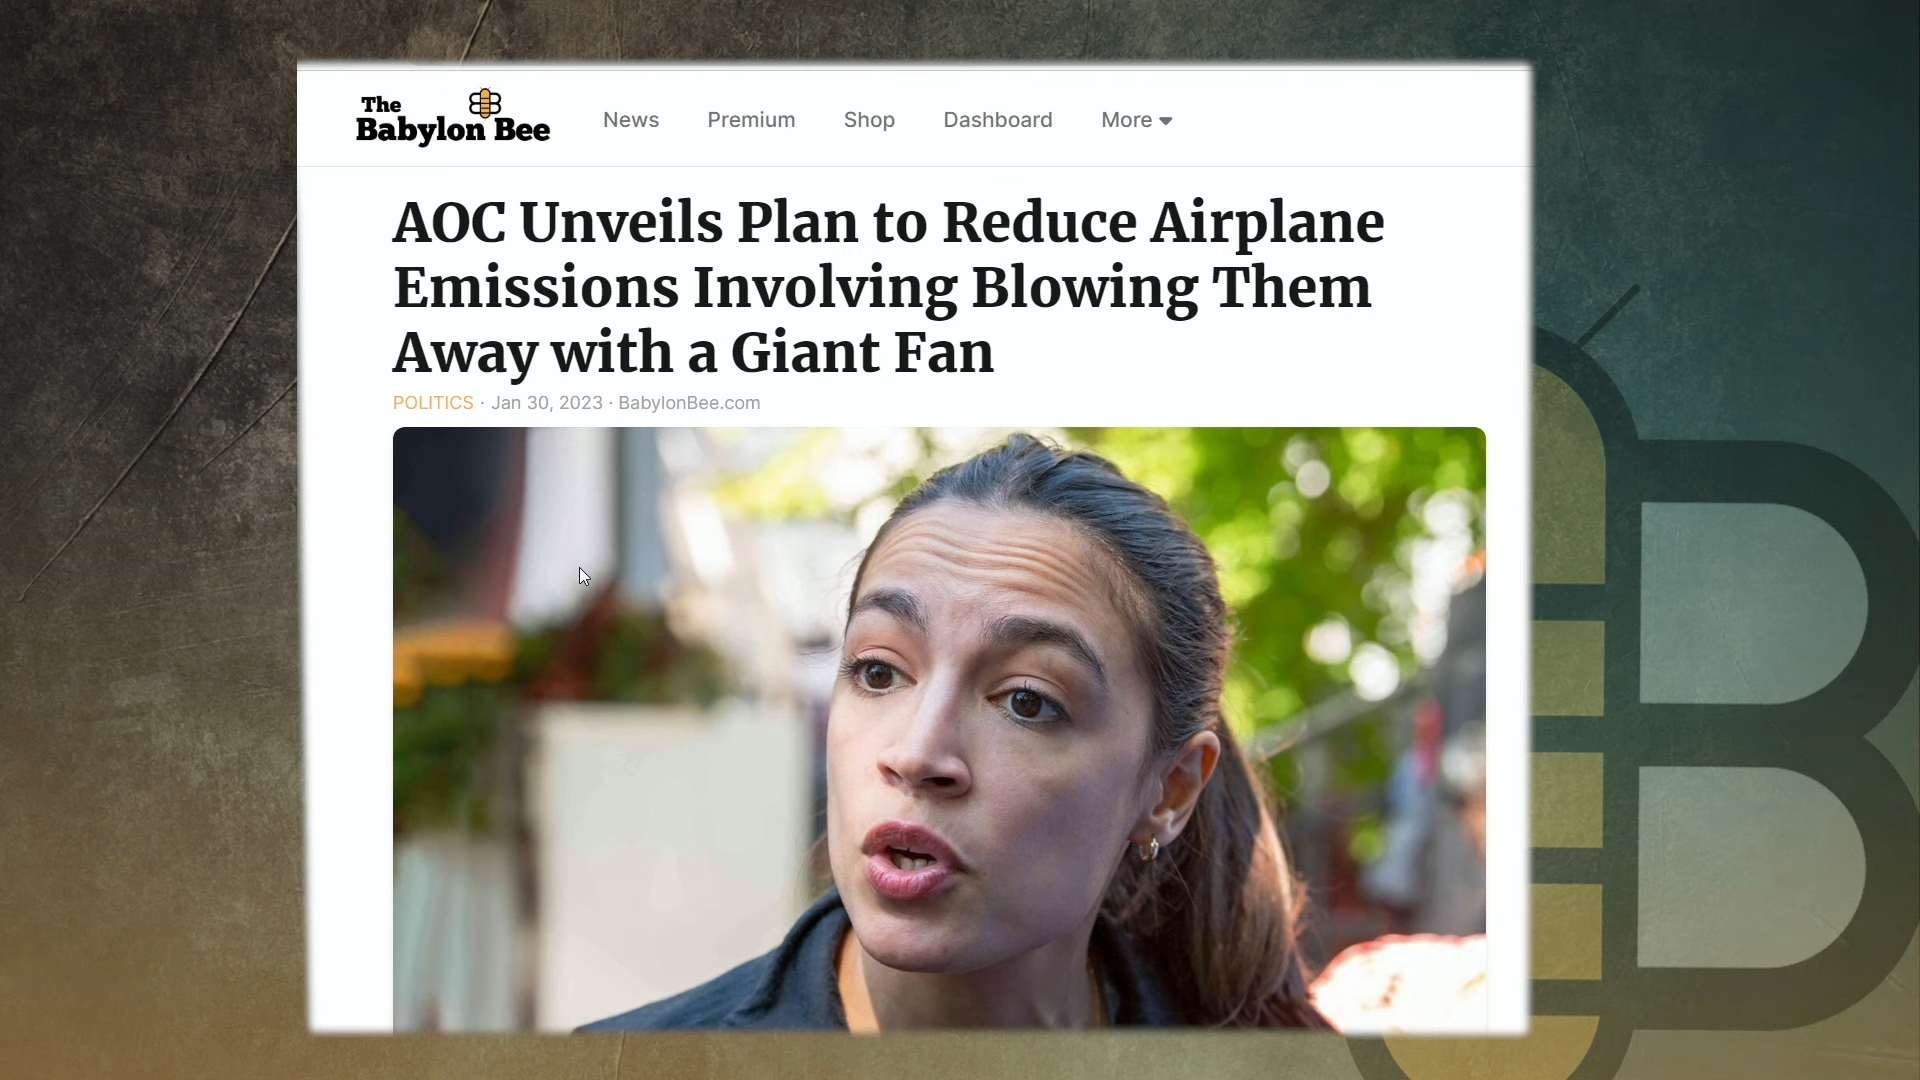 The
Babylon Bee
News Premium Shop Dashboard More
AOC Unveils Plan to Reduce Airplane
Emissions Involving Blowing Them
Away with a Giant Fan
POLITICS · Jan 30, 2023 · BabylonBee.com